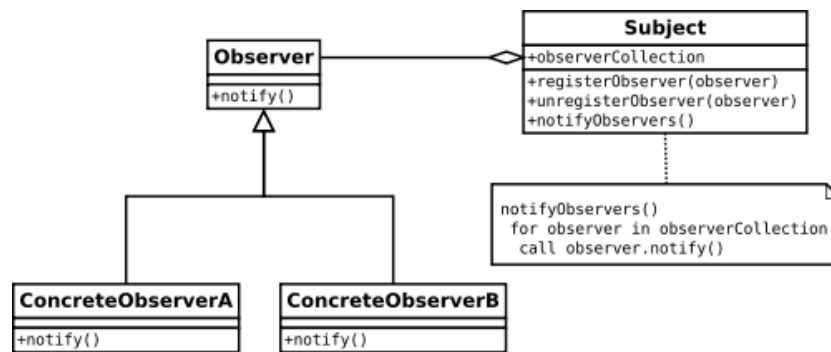 Observer
+notify()
Subject
+observerCollection
+registerObserver(observer)
+unregisterObserver(observer)
+notifyObservers()
notifyObservers()
for observer in observerCollection
call observer.notify()
ConcreteObserverA
+notify()
ConcreteObserverB
+notify()